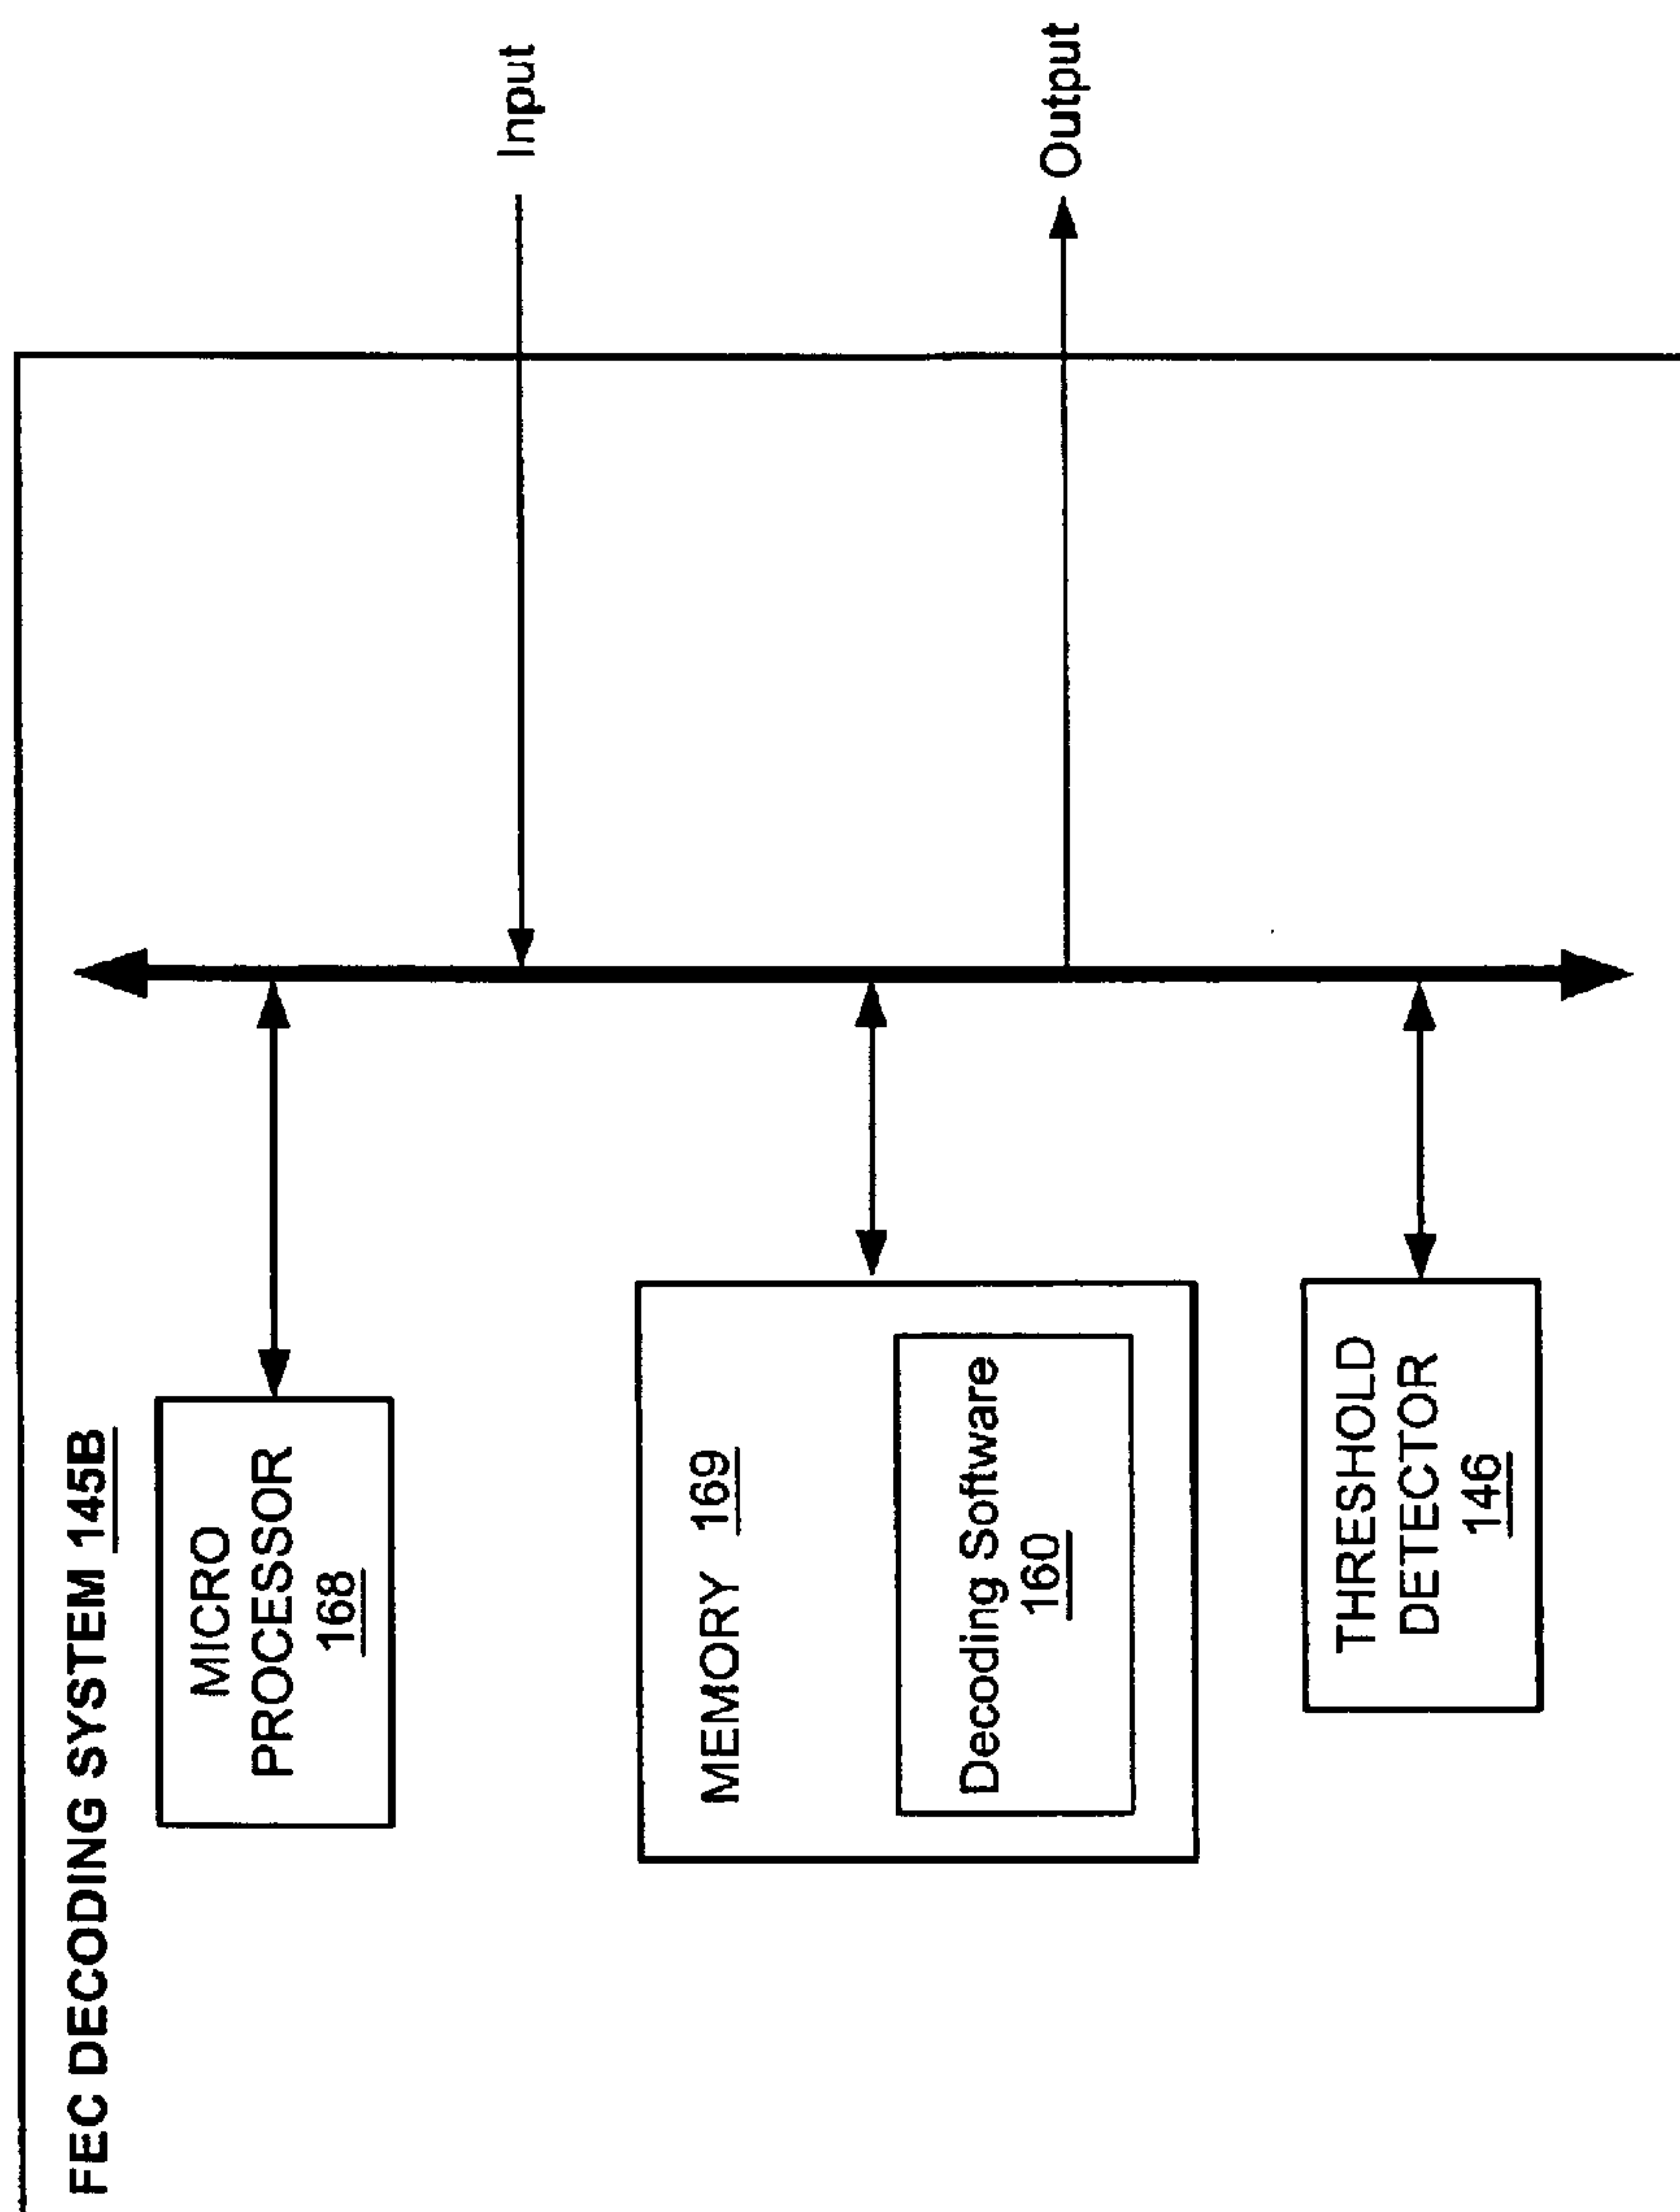 FEC DECODING SYSTEM 145B
MICRO
PROCESSOR
168
MEMORY 169
Decoding Software
160
THRESHOLD
DETECTOR
146
Input
Output